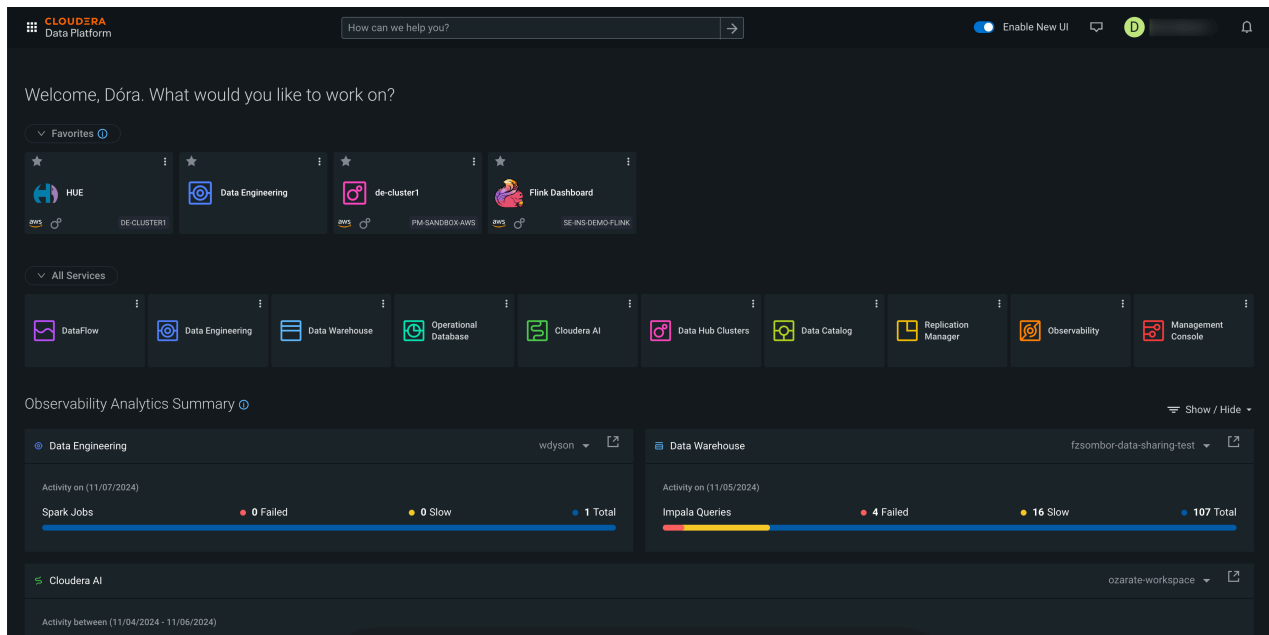 CLOUDERA
Data Platform
How can we help you?
Enable New UI
D
Welcome, Dóra. What would you like to work on?
Favorites
HUE
aws
DE-CLUSTER1
Data Engineering
de-cluster1
aws
PM-SANDBOX-AWS
Flink Dashboard
aws
SE-INS-DEMO-FLINK
All Services
DataFlow
Data Engineering
Data Warehouse
Operational
Database
Cloudera AI
Data Hub Clusters
Data Catalog
Replication
Manager
Observability
Management
Console
Observability Analytics Summary
Show / Hide
Data Engineering
wdyson
Activity on (11/07/2024)
Spark Jobs
0 Failed
0 Slow
1 Total
Data Warehouse
fzsombor-data-sharing-test
Activity on (11/05/2024)
Impala Queries
4 Failed
16 Slow
107 Total
Cloudera AI
ozarate-workspace
Activity between (11/04/2024 - 11/06/2024)